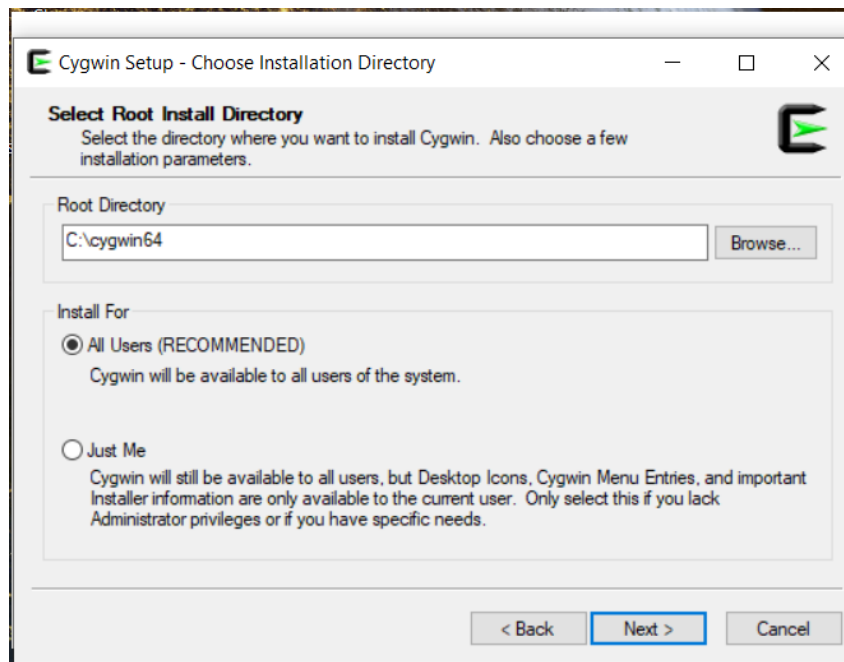 Cygwin Setup - Choose Installation Directory
Select Root Install Directory
Select the directory where you want to install Cygwin. Also choose a few
installation parameters.
Root Directory
C:\cygwin64
Browse...
Install For
All Users (RECOMMENDED)
Cygwin will be available to all users of the system.
Just Me
Cygwin will still be available to all users, but Desktop Icons, Cygwin Menu Entries, and important
Installer information are only available to the current user. Only select this if you lack
Administrator privileges or if you have specific needs.
< Back
Next >
Cancel